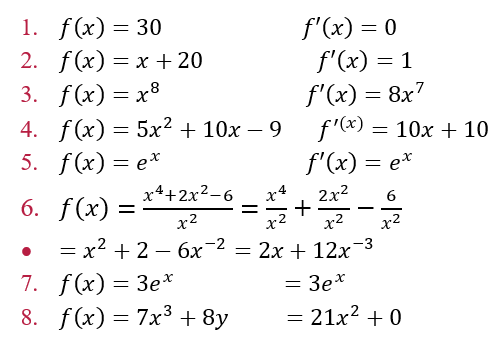 1. f(x) = 30 f′(x) = 0
2. f(x) = x + 20 f′(x) = 1
3. f(x) = x⁸ f′(x) = 8x⁷
4. f(x) = 5x² + 10x − 9 f′⁽ˣ⁾ = 10x + 10
5. f(x) = eˣ f′(x) = eˣ
6. f(x) = (x⁴+2x²−6)/x² = x⁴/x² + 2x²/x² − 6/x²
• = x² + 2 − 6x⁻² = 2x + 12x⁻³
7. f(x) = 3eˣ = 3eˣ
8. f(x) = 7x³ + 8y = 21x² + 0